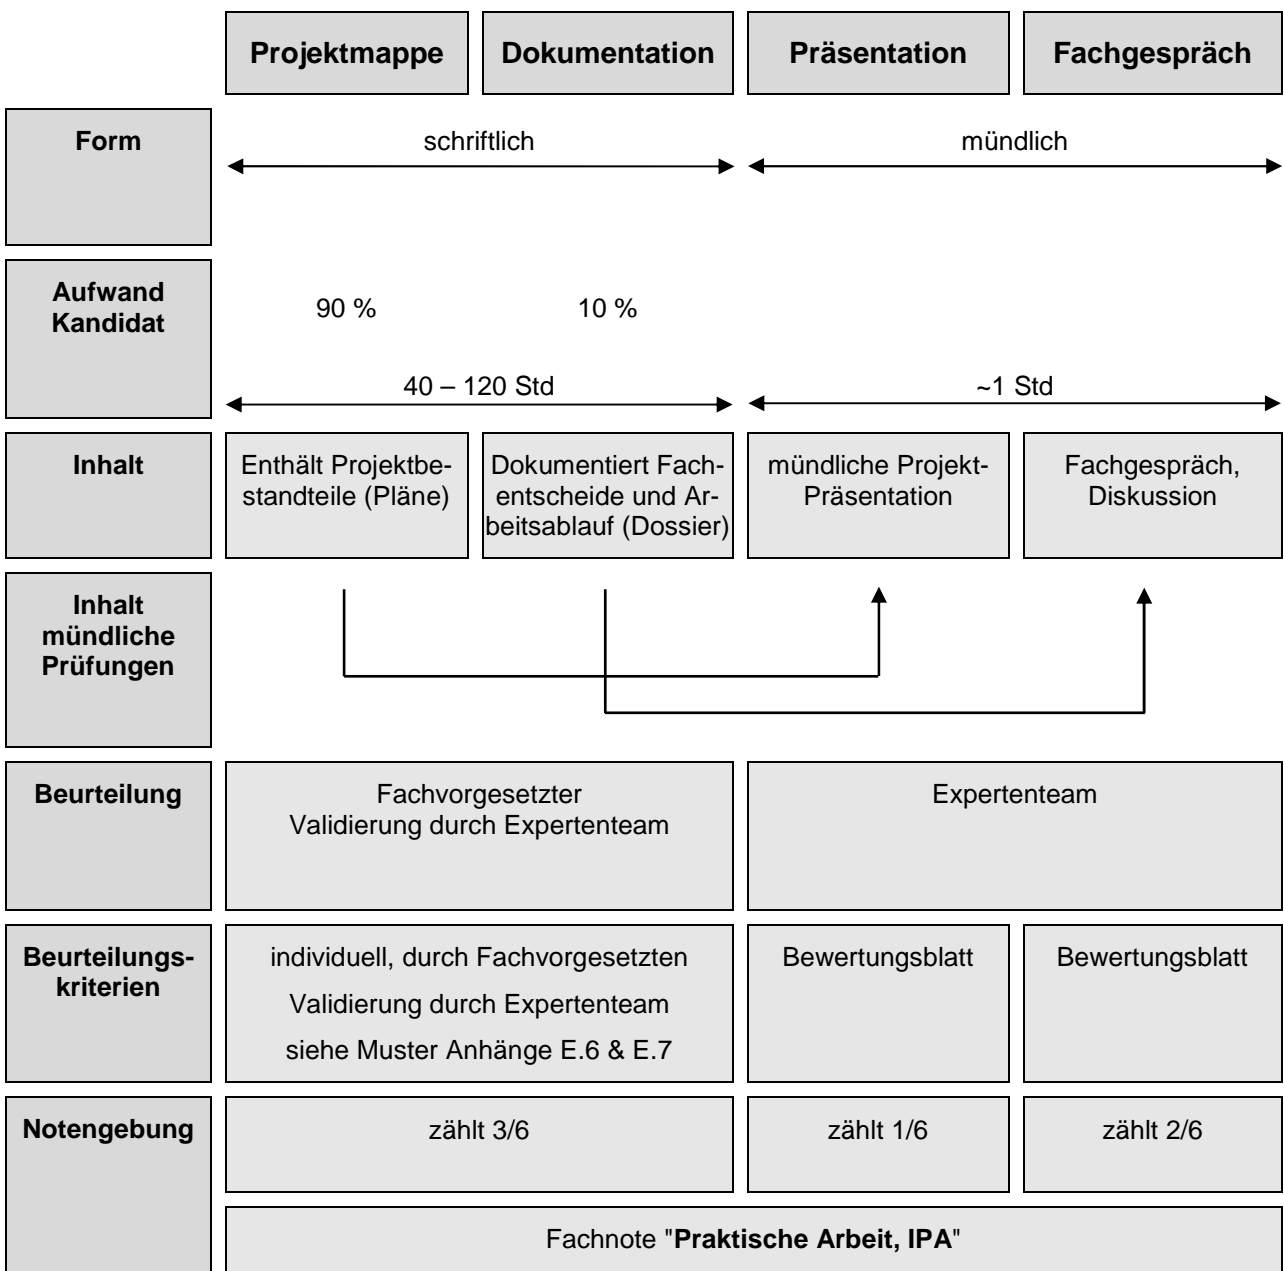 Projektmappe
Dokumentation
Präsentation
Fachgespräch
Form
schriftlich
mündlich
Aufwand
Kandidat
90 %
10 %
40 – 120 Std
~1 Std
Inhalt
Enthält Projektbe-
standteile (Pläne)
Dokumentiert Fach-
entscheide und Ar-
beitsablauf (Dossier)
mündliche Projekt-
Präsentation
Fachgespräch,
Diskussion
Inhalt
mündliche
Prüfungen
Beurteilung
Fachvorgesetzter
Validierung durch Expertenteam
Expertenteam
Beurteilungs-
kriterien
individuell, durch Fachvorgesetzten
Validierung durch Expertenteam
siehe Muster Anhänge E.6 & E.7
Bewertungsblatt
Bewertungsblatt
Notengebung
zählt 3/6
zählt 1/6
zählt 2/6
Fachnote "Praktische Arbeit, IPA"